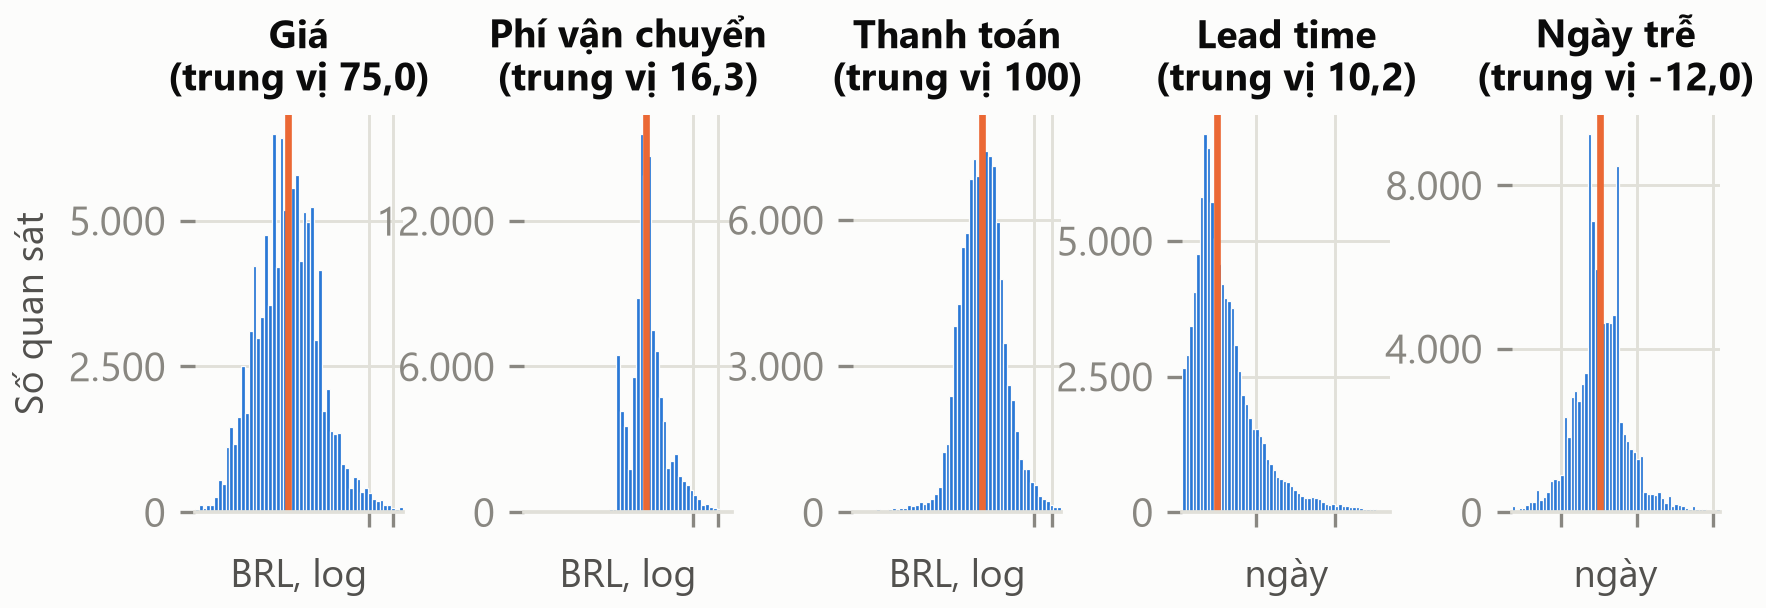 Giá
(trung vị 75,0)
Phí vận chuyển
(trung vị 16,3)
Thanh toán
(trung vị 100)
Lead time
(trung vị 10,2)
Ngày trễ
(trung vị -12,0)
Số quan sát
5.000
2.500
0
12.000
6.000
0
6.000
3.000
0
5.000
2.500
0
8.000
4.000
0
BRL, log
BRL, log
BRL, log
ngày
ngày